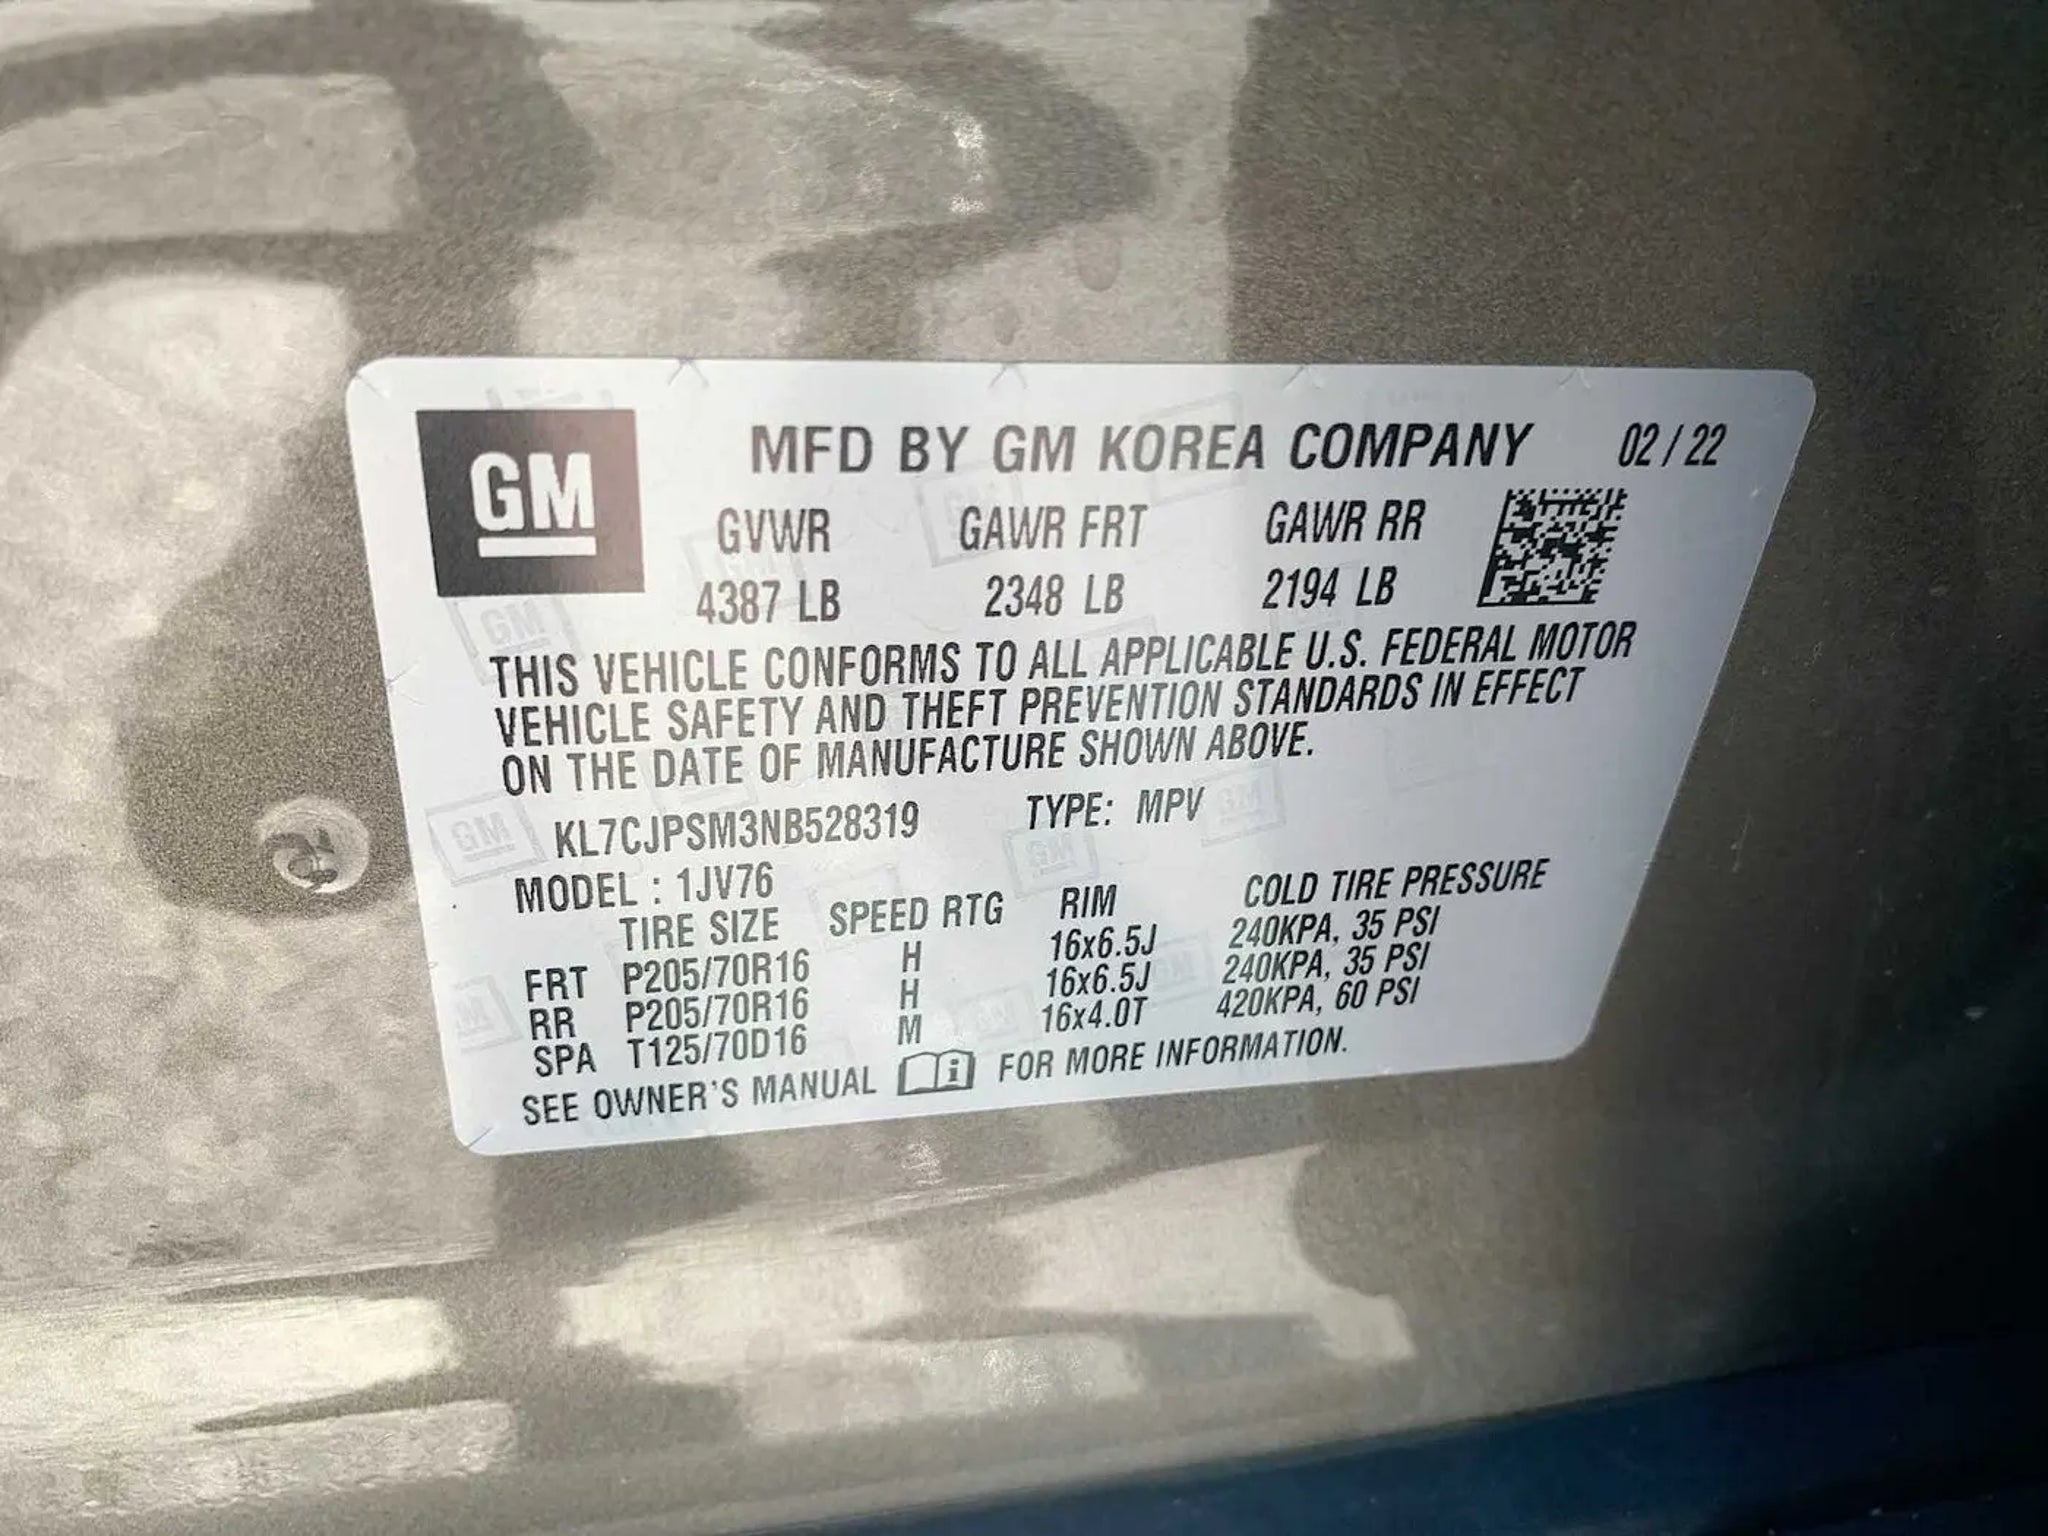 GM
MFD BY GM KOREA COMPANY 02/22
GVWR GAWR FRT GAWR RR
4387 LB 2348 LB 2194 LB
THIS VEHICLE CONFORMS TO ALL APPLICABLE U.S. FEDERAL MOTOR
VEHICLE SAFETY AND THEFT PREVENTION STANDARDS IN EFFECT
ON THE DATE OF MANUFACTURE SHOWN ABOVE.
KL7CJPSM3NB528319 TYPE: MPV
MODEL : 1JV76
TIRE SIZE SPEED RTG RIM COLD TIRE PRESSURE
FRT P205/70R16 H 16x6.5J 240KPA, 35 PSI
RR P205/70R16 H 16x6.5J 240KPA, 35 PSI
SPA T125/70D16 M 16x4.0T 420KPA, 60 PSI
SEE OWNER'S MANUAL i FOR MORE INFORMATION.